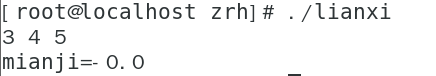 [root@localhost zrh]# ./lianxi
3 4 5
mianji=-0.0